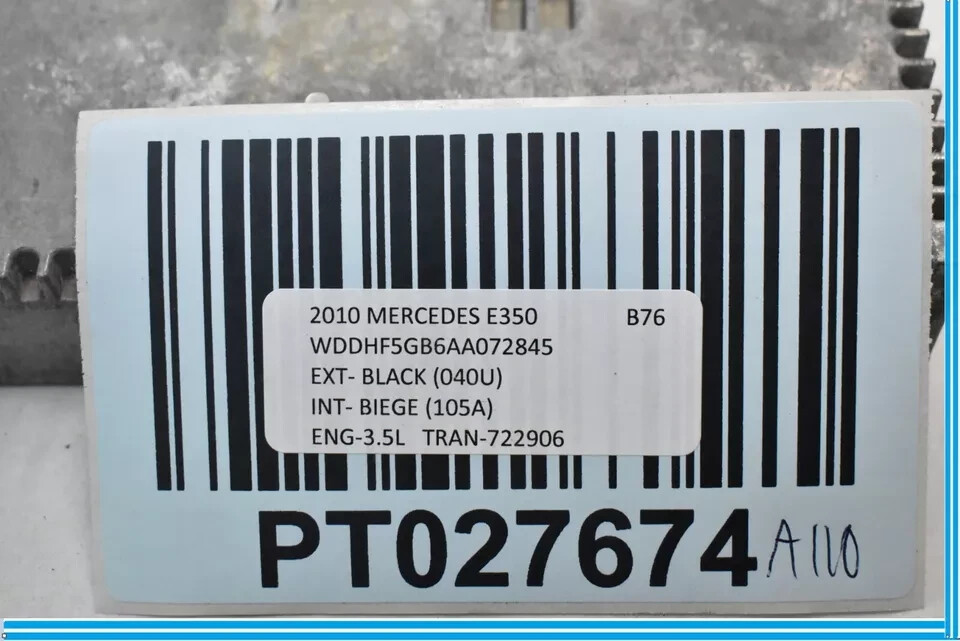 2010 MERCEDES E350 B76
WDDHF5GB6AA072845
EXT- BLACK (040U)
INT- BIEGE (105A)
ENG-3.5L TRAN-722906
PT027674 A110